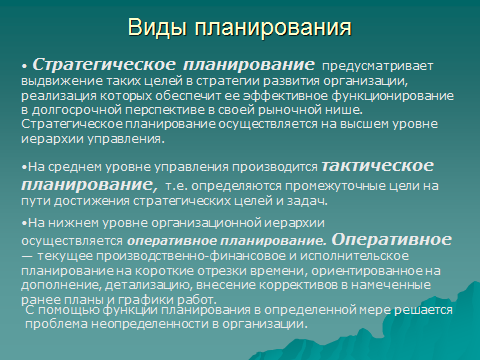 Виды планирования
• Стратегическое планирование предусматривает
выдвижение таких целей в стратегии развития организации,
реализация которых обеспечит ее эффективное функционирование
в долгосрочной перспективе в своей рыночной нише.
Стратегическое планирование осуществляется на высшем уровне
иерархии управления.
•На среднем уровне управления производится тактическое
планирование, т.е. определяются промежуточные цели на
пути достижения стратегических целей и задач.
•На нижнем уровне организационной иерархии
осуществляется оперативное планирование. Оперативное
— текущее производственно-финансовое и исполнительское
планирование на короткие отрезки времени, ориентированное на
дополнение, детализацию, внесение коррективов в намеченные
ранее планы и графики работ.
С помощью функции планирования в определенной мере решается
проблема неопределенности в организации.